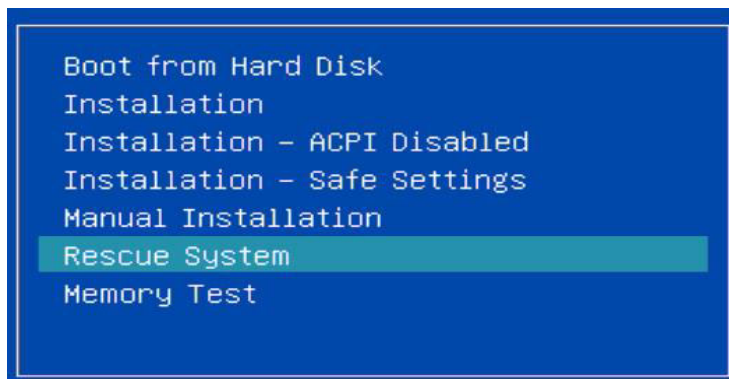 Boot from Hard Disk
Installation
Installation – ACPI Disabled
Installation – Safe Settings
Manual Installation
Rescue System
Memory Test